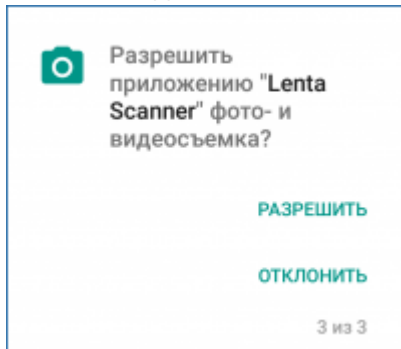 Разрешить
приложению "Lenta
Scanner" фото- и
видеосъемка?
РАЗРЕШИТЬ
ОТКЛОНИТЬ
3 из 3